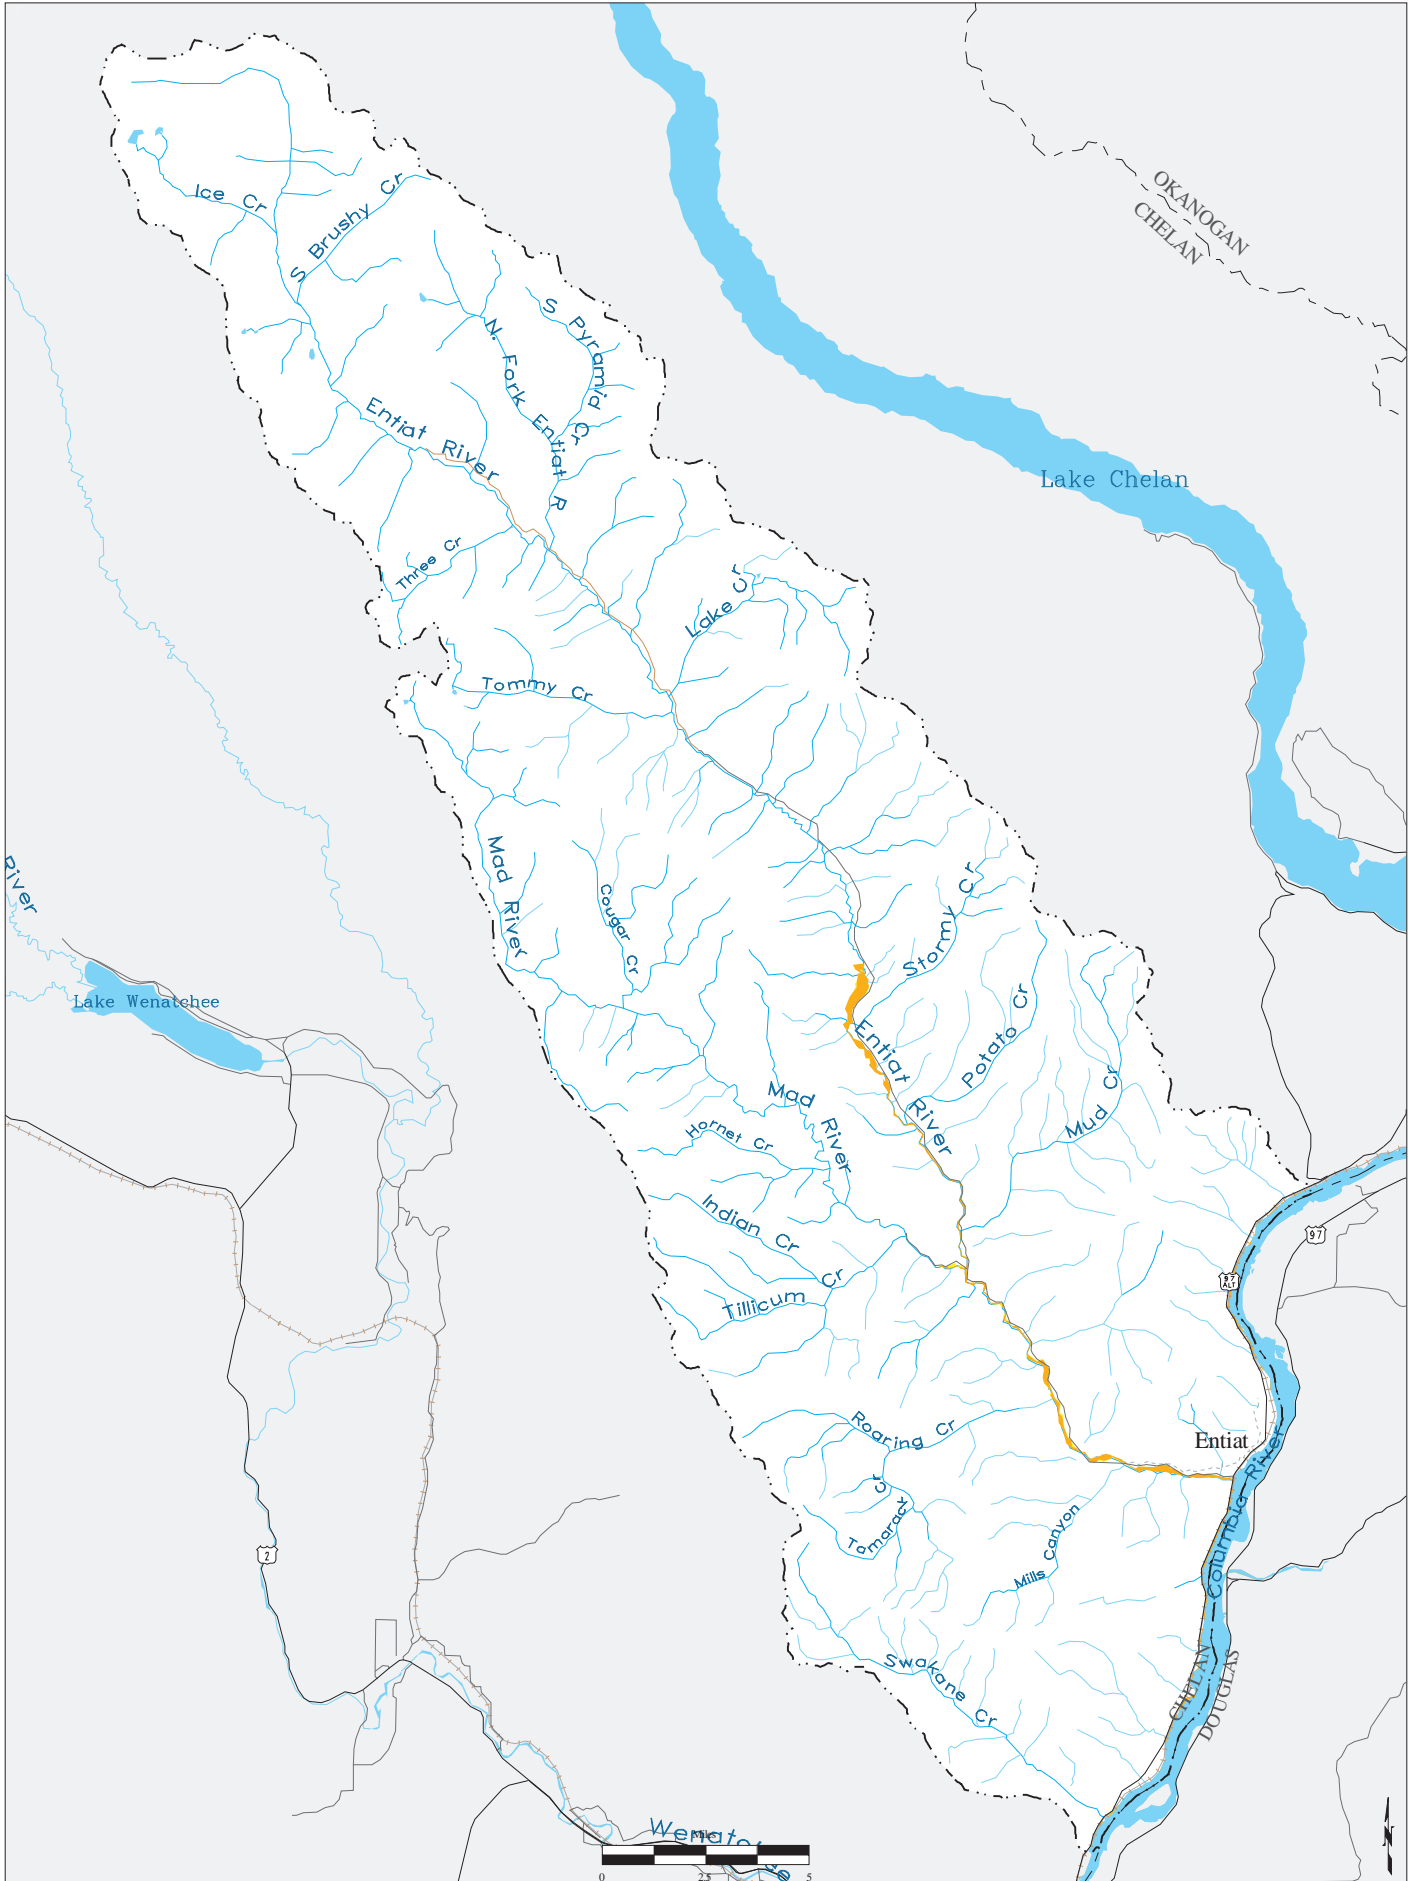 OKANOGAN
CHELAN
Ice Cr
S Brushy Cr
S Pyramid Cr
N. Fork Entiat R
Entiat River
Lake Chelan
Three Cr
Lake Cr
Tommy Cr
Mad River
Cougar Cr
Stormy Cr
River
Lake Wenatchee
Potato Cr
Entiat River
Mud Cr
Mad River
Hornet Cr
Indian Cr
97
97
ALT
Tillicum Cr
Roaring Cr
Entiat
Columbia River
Tamarack Cr
Mills Canyon
2
Swakane Cr
CHELAN
DOUGLAS
Miles
0 2.5 5
N